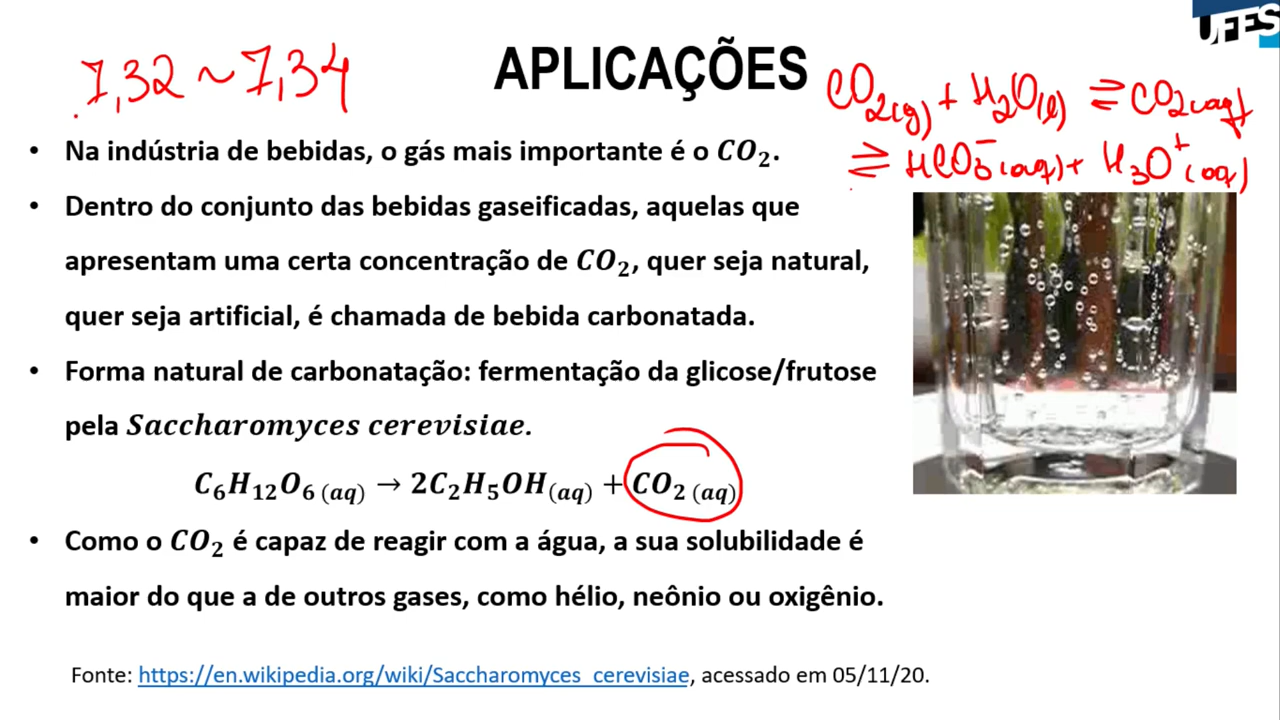 UFES
APLICAÇÕES
7,32 ~ 7,34
CO₂(g) + H₂O(l) ⇌ CO₂(aq)
⇌ HCO₃⁻(aq) + H₃O⁺(aq)
• Na indústria de bebidas, o gás mais importante é o CO₂.
• Dentro do conjunto das bebidas gaseificadas, aquelas que
apresentam uma certa concentração de CO₂, quer seja natural,
quer seja artificial, é chamada de bebida carbonatada.
• Forma natural de carbonatação: fermentação da glicose/frutose
pela Saccharomyces cerevisiae.
C₆H₁₂O₆ (aq) → 2C₂H₅OH(aq) + CO₂ (aq)
• Como o CO₂ é capaz de reagir com a água, a sua solubilidade é
maior do que a de outros gases, como hélio, neônio ou oxigênio.
Fonte: https://en.wikipedia.org/wiki/Saccharomyces_cerevisiae, acessado em 05/11/20.